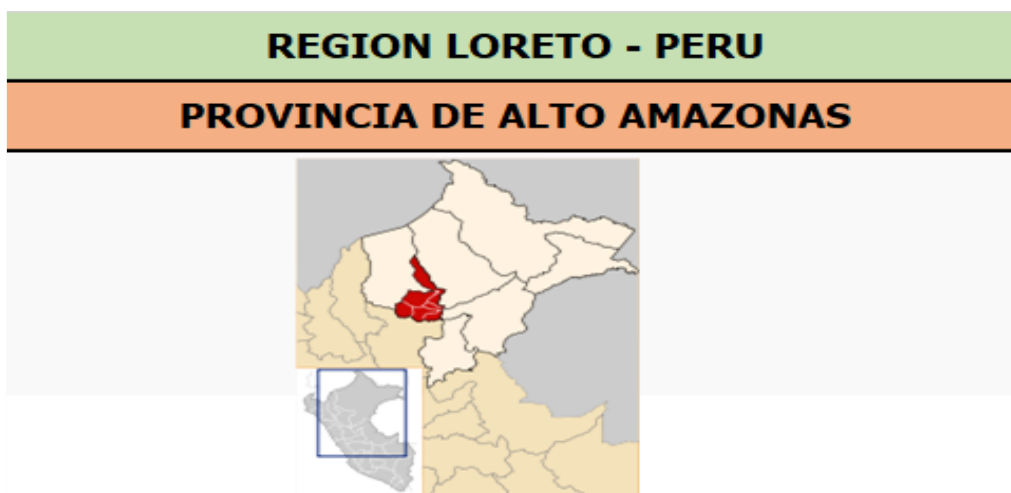 REGION LORETO - PERU
PROVINCIA DE ALTO AMAZONAS